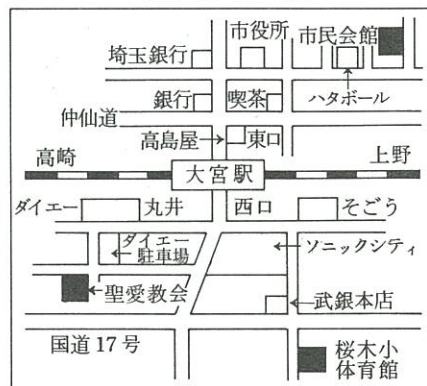 市役所
市民会館
埼玉銀行
ハタボール
銀行
喫茶
仲仙道
高島屋
東口
高崎
大宮駅
上野
ダイエー
丸井
西口
そごう
ダイエー
駐車場
ソニックシティ
聖愛教会
武銀本店
国道17号
桜木小
体育館